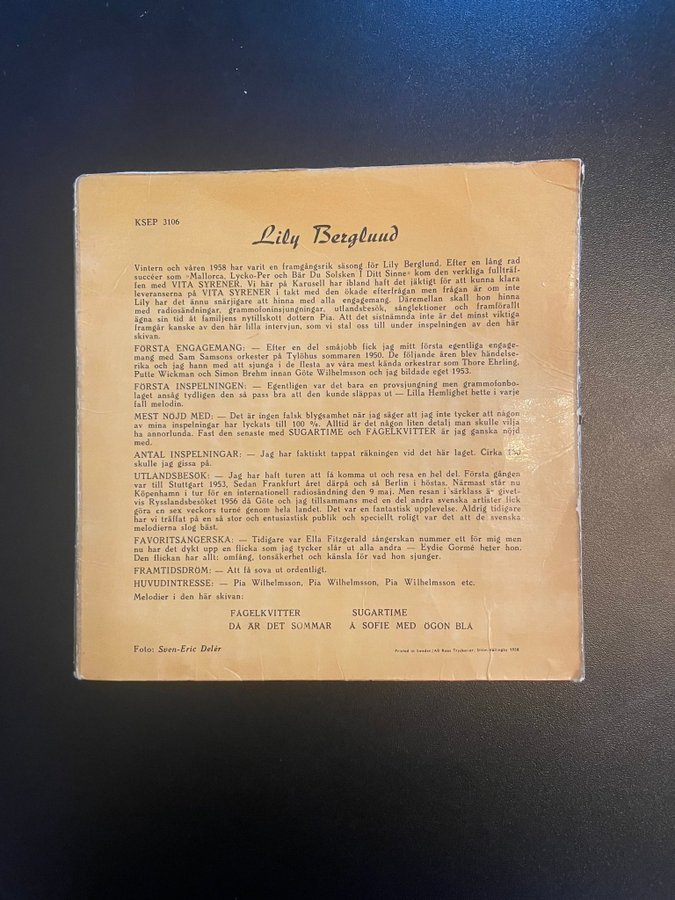 KSEP 3106
Lily Berglund
Vintern och våren 1958 har varit en framgångsrik säsong för Lily Berglund. Efter en lång rad
succéer som »Mallorca, Lycko-Per och Bär Du Solsken I Ditt Sinne« kom den verkliga fullträf-
fen med VITA SYRENER. Vi här på Karusell har ibland haft det jäktigt för att kunna klara
leveranserna på VITA SYRENER i takt med den ökade efterfrågan men frågan är om inte
Lily har det ännu snärjigare att hinna med alla engagemang. Däremellan skall hon hinna
med radiosändningar, grammofoninsjungningar, utlandsbesök, sånglektioner och framförallt
ägna sin tid åt familjens nytillskott dottern Pia. Att det sistnämnda inte är det minst viktiga
framgår kanske av den här lilla intervjun, som vi stal oss till under inspelningen av den här
skivan.
FÖRSTA ENGAGEMANG: — Efter en del småjobb fick jag mitt första egentliga engage-
mang med Sam Samsons orkester på Tylöhus sommaren 1950. De följande åren blev händelse-
rika och jag hann med att sjunga i de flesta av våra mest kända orkestrar som Thore Ehrling,
Putte Wickman och Simon Brehm innan Göte Wilhelmsson och jag bildade eget 1953.
FÖRSTA INSPELNINGEN: — Egentligen var det bara en provsjungning men grammofonbo-
laget ansåg tydligen den så pass bra att den kunde släppas ut — Lilla Hemlighet hette i varje
fall melodin.
MEST NÖJD MED: — Det är ingen falsk blygsamhet när jag säger att jag inte tycker att någon
av mina inspelningar har lyckats till 100 %. Alltid är det någon liten detalj man skulle vilja
ha annorlunda. Fast den senaste med SUGARTIME och FÅGELKVITTER är jag ganska nöjd
med.
ANTAL INSPELNINGAR: — Jag har faktiskt tappat räkningen vid det här laget. Cirka
skulle jag gissa på.
UTLANDSBESÖK: — Jag har haft turen att få komma ut och resa en hel del. Första gången
var till Stuttgart 1953, Sedan Frankfurt året därpå och så Berlin i höstas. Närmast står nu
Köpenhamn i tur för en internationell radiosändning den 9 maj. Men resan i särklass är givet-
vis Rysslandsbesöket 1956 då Göte och jag tillsammans med en del andra svenska artister fick
göra en sex veckors turné genom hela landet. Det var en fantastisk upplevelse. Aldrig tidigare
har vi träffat på en så stor och entusiastisk publik och speciellt roligt var det att de svenska
melodierna slog bäst.
FAVORITSÅNGERSKA: — Tidigare var Ella Fitzgerald sångerskan nummer ett för mig men
nu har det dykt upp en flicka som jag tycker slår ut alla andra — Eydie Gormé heter hon.
Den flickan har allt: omfång, tonsäkerhet och känsla för vad hon sjunger.
FRAMTIDSDRÖM: — Att få sova ut ordentligt.
HUVUDINTRESSE: — Pia Wilhelmsson, Pia Wilhelmsson, Pia Wilhelmsson etc.
Melodier i den här skivan:
FÅGELKVITTER SUGARTIME
DÅ ÄR DET SOMMAR Å SOFIE MED ÖGON BLÅ
Foto: Sven-Eric Delér
Printed in Sweden/AB Boas Tryckerier, Sthlm-Vällingby 1958